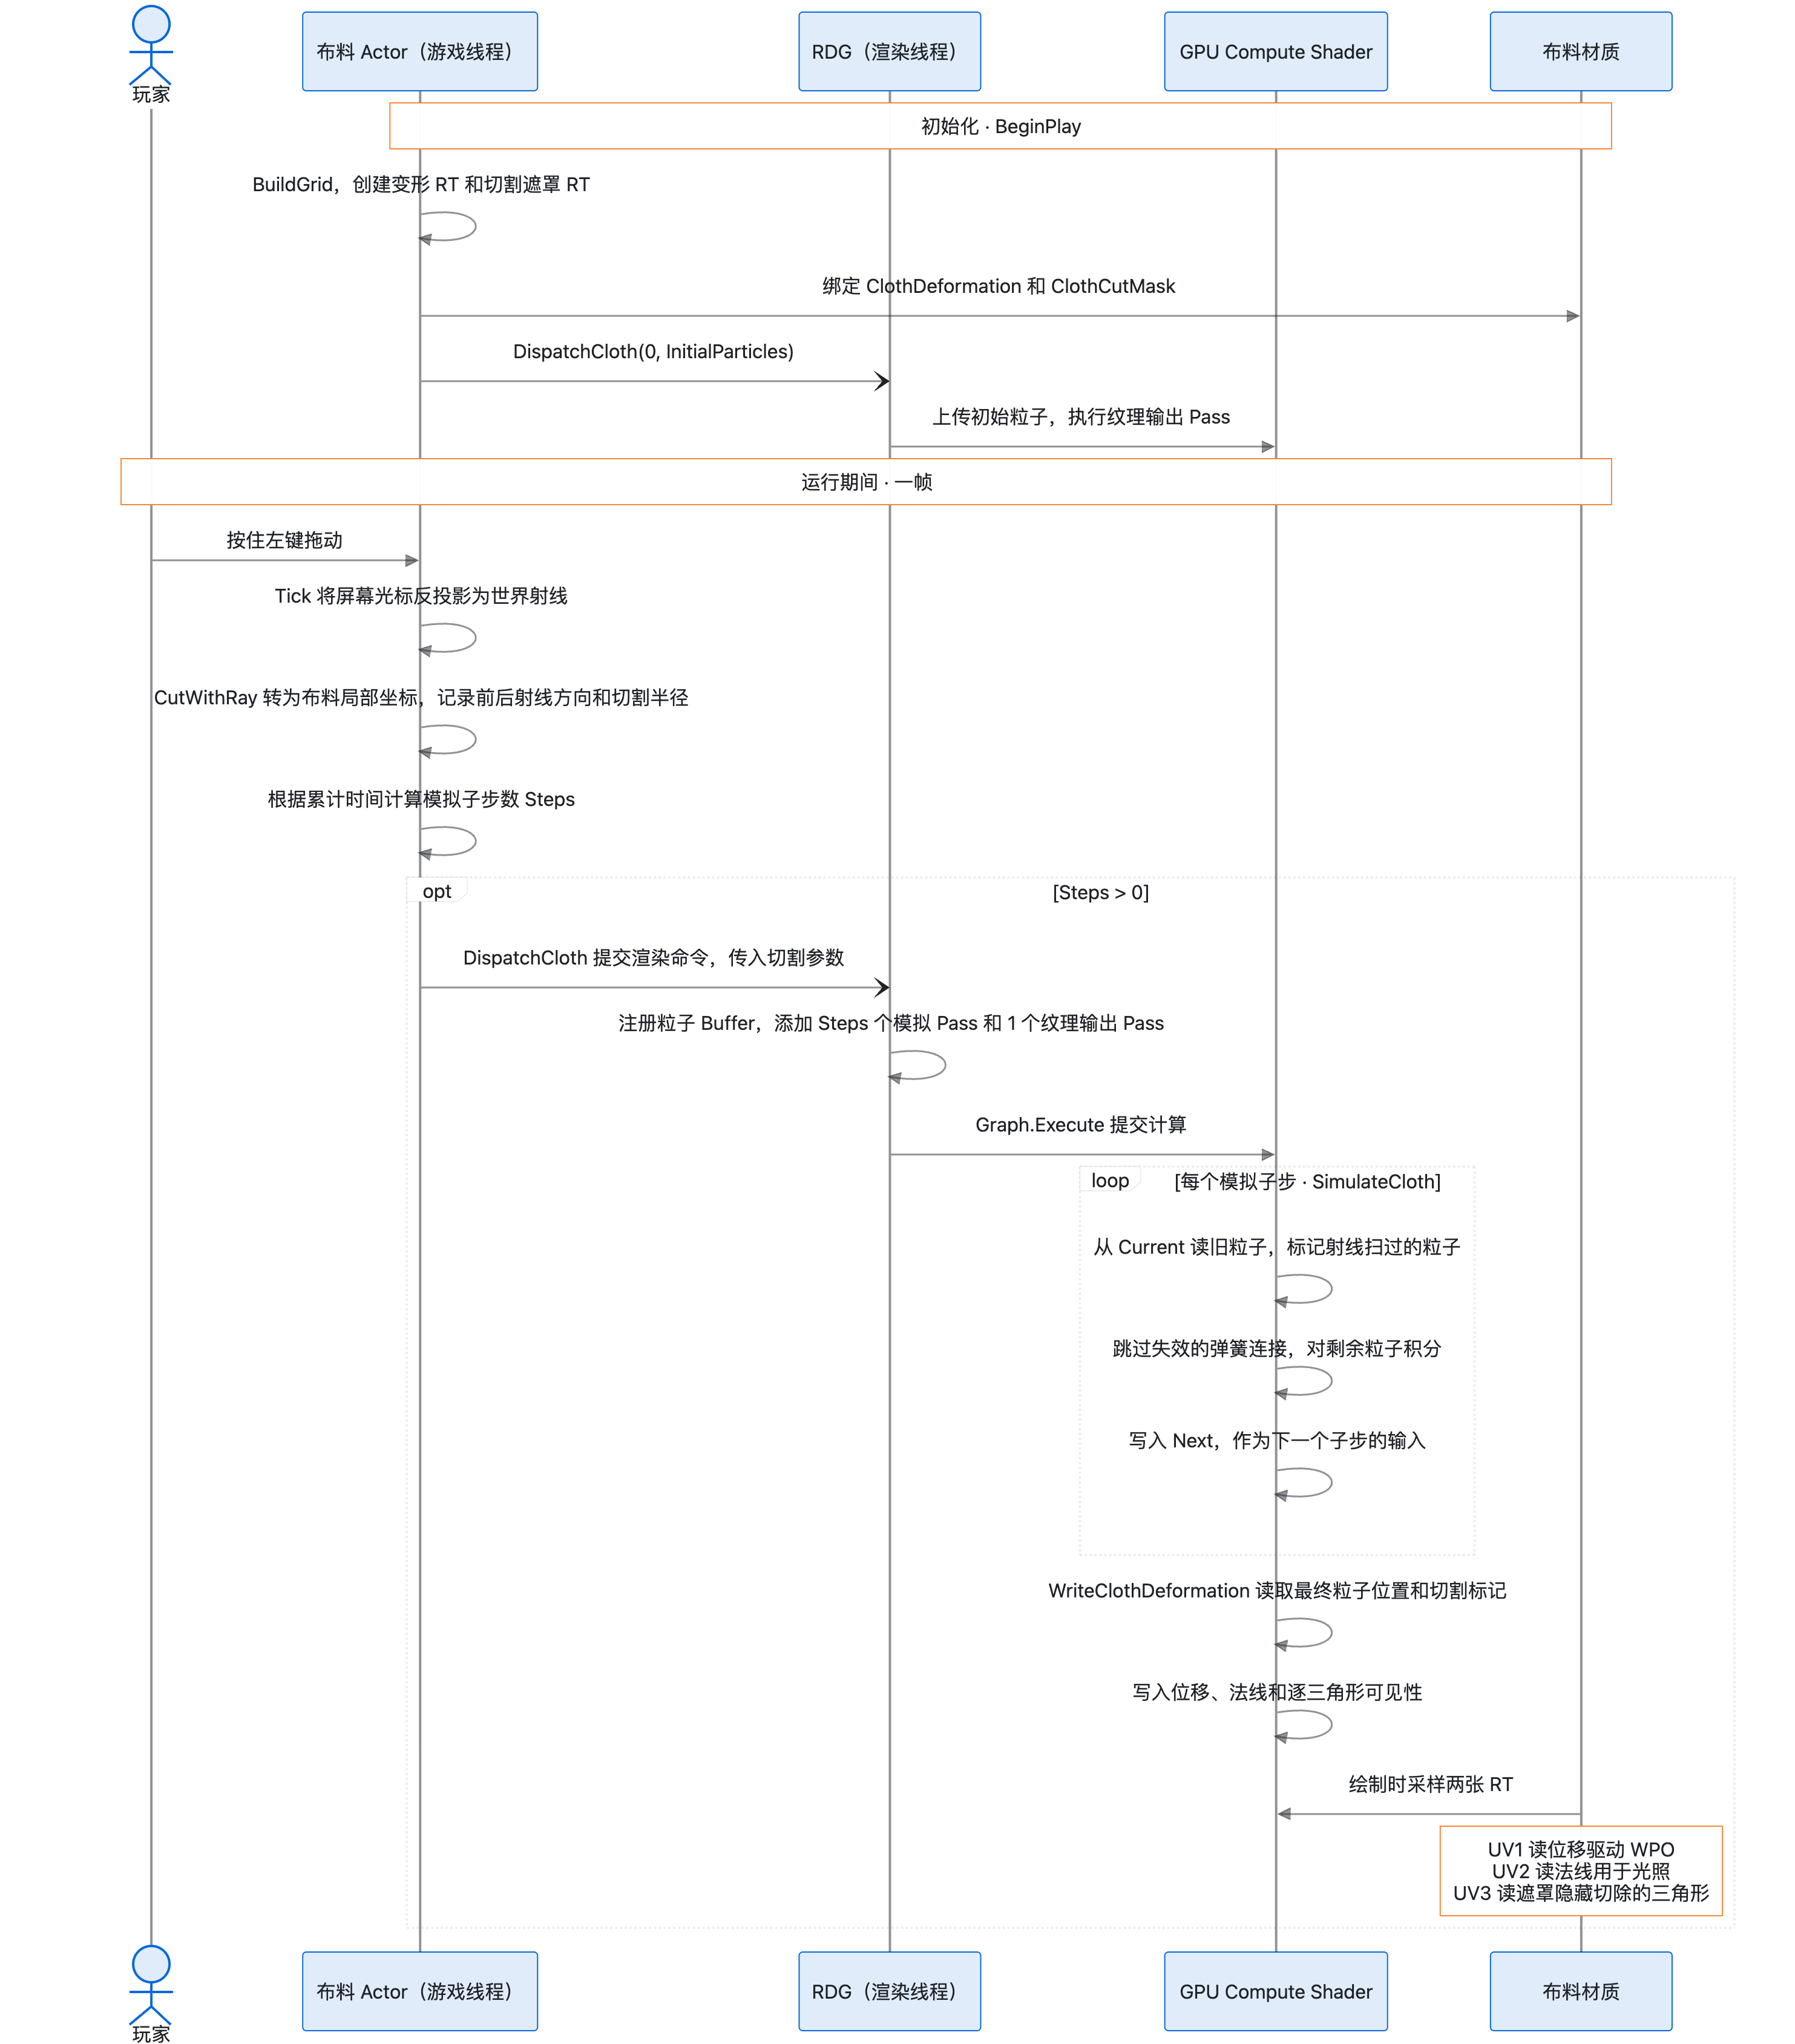 玩家
布料 Actor（游戏线程）
RDG（渲染线程）
GPU Compute Shader
布料材质
初始化 · BeginPlay
BuildGrid，创建变形 RT 和切割遮罩 RT
绑定 ClothDeformation 和 ClothCutMask
DispatchCloth(0, InitialParticles)
上传初始粒子，执行纹理输出 Pass
运行期间 · 一帧
按住左键拖动
Tick 将屏幕光标反投影为世界射线
CutWithRay 转为布料局部坐标，记录前后射线方向和切割半径
根据累计时间计算模拟子步数 Steps
opt
[Steps > 0]
DispatchCloth 提交渲染命令，传入切割参数
注册粒子 Buffer，添加 Steps 个模拟 Pass 和 1 个纹理输出 Pass
Graph.Execute 提交计算
loop
[每个模拟子步 · SimulateCloth]
从 Current 读旧粒子，标记射线扫过的粒子
跳过失效的弹簧连接，对剩余粒子积分
写入 Next，作为下一个子步的输入
WriteClothDeformation 读取最终粒子位置和切割标记
写入位移、法线和逐三角形可见性
绘制时采样两张 RT
UV1 读位移驱动 WPO
UV2 读法线用于光照
UV3 读遮罩隐藏切除的三角形
布料 Actor（游戏线程）
RDG（渲染线程）
GPU Compute Shader
布料材质
玩家